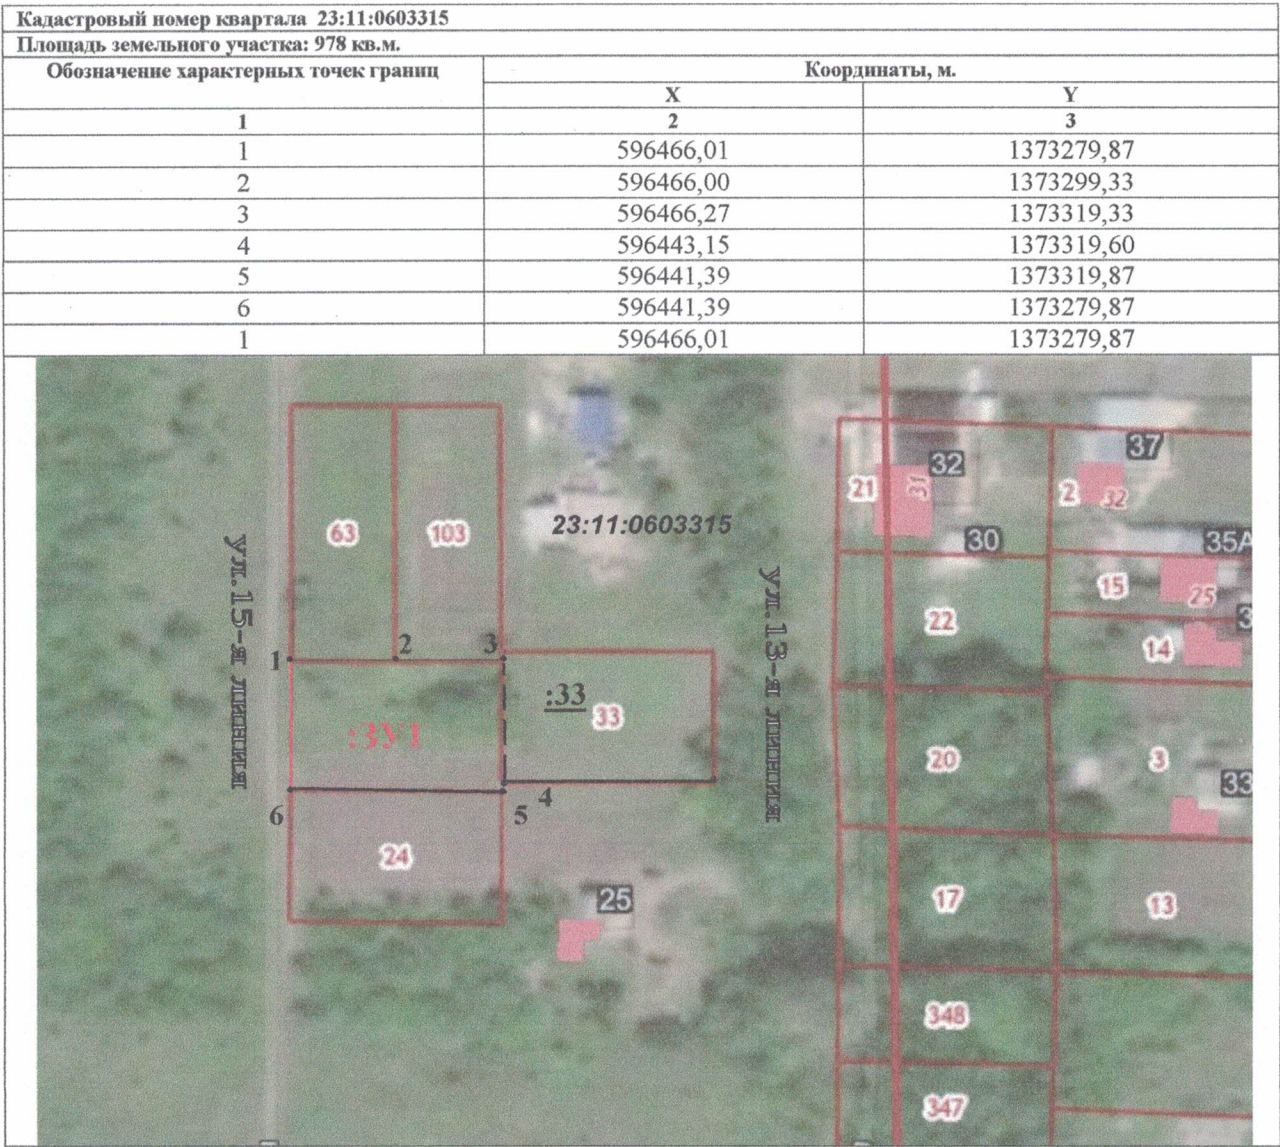 Кадастровый номер квартала 23:11:0603315
Площадь земельного участка: 978 кв.м.
Обозначение характерных точек границ Координаты, м.
X Y
1 2 3
1 596466,01 1373279,87
2 596466,00 1373299,33
3 596466,27 1373319,33
4 596443,15 1373319,60
5 596441,39 1373319,87
6 596441,39 1373279,87
1 596466,01 1373279,87
32 37
21 31 2 32
63 103 23:11:0603315 30 35А
15 25
22 3
ул.15-я линия
ул.13-я линия
1 2 3 14
:33
33
:ЗУ1
20 3
33
6 5 4
24
25 17 13
348
347